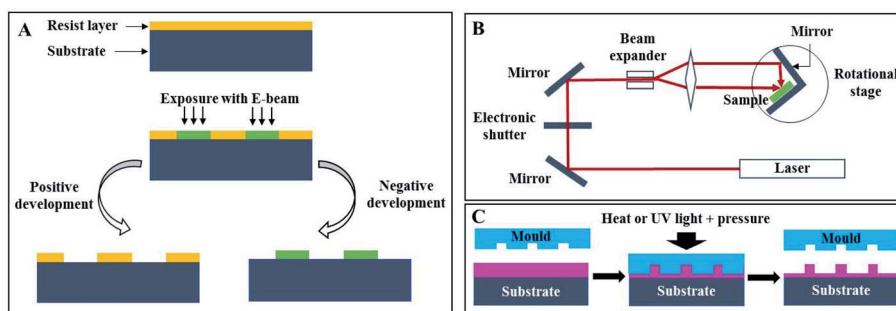 A
Resist layer
Substrate
Exposure with E-beam
Positive
development
Negative
development
B
Beam
expander
Mirror
Mirror
Rotational
stage
Sample
Electronic
shutter
Mirror
Laser
C
Heat or UV light + pressure
Mould
Mould
Substrate
Substrate
Substrate